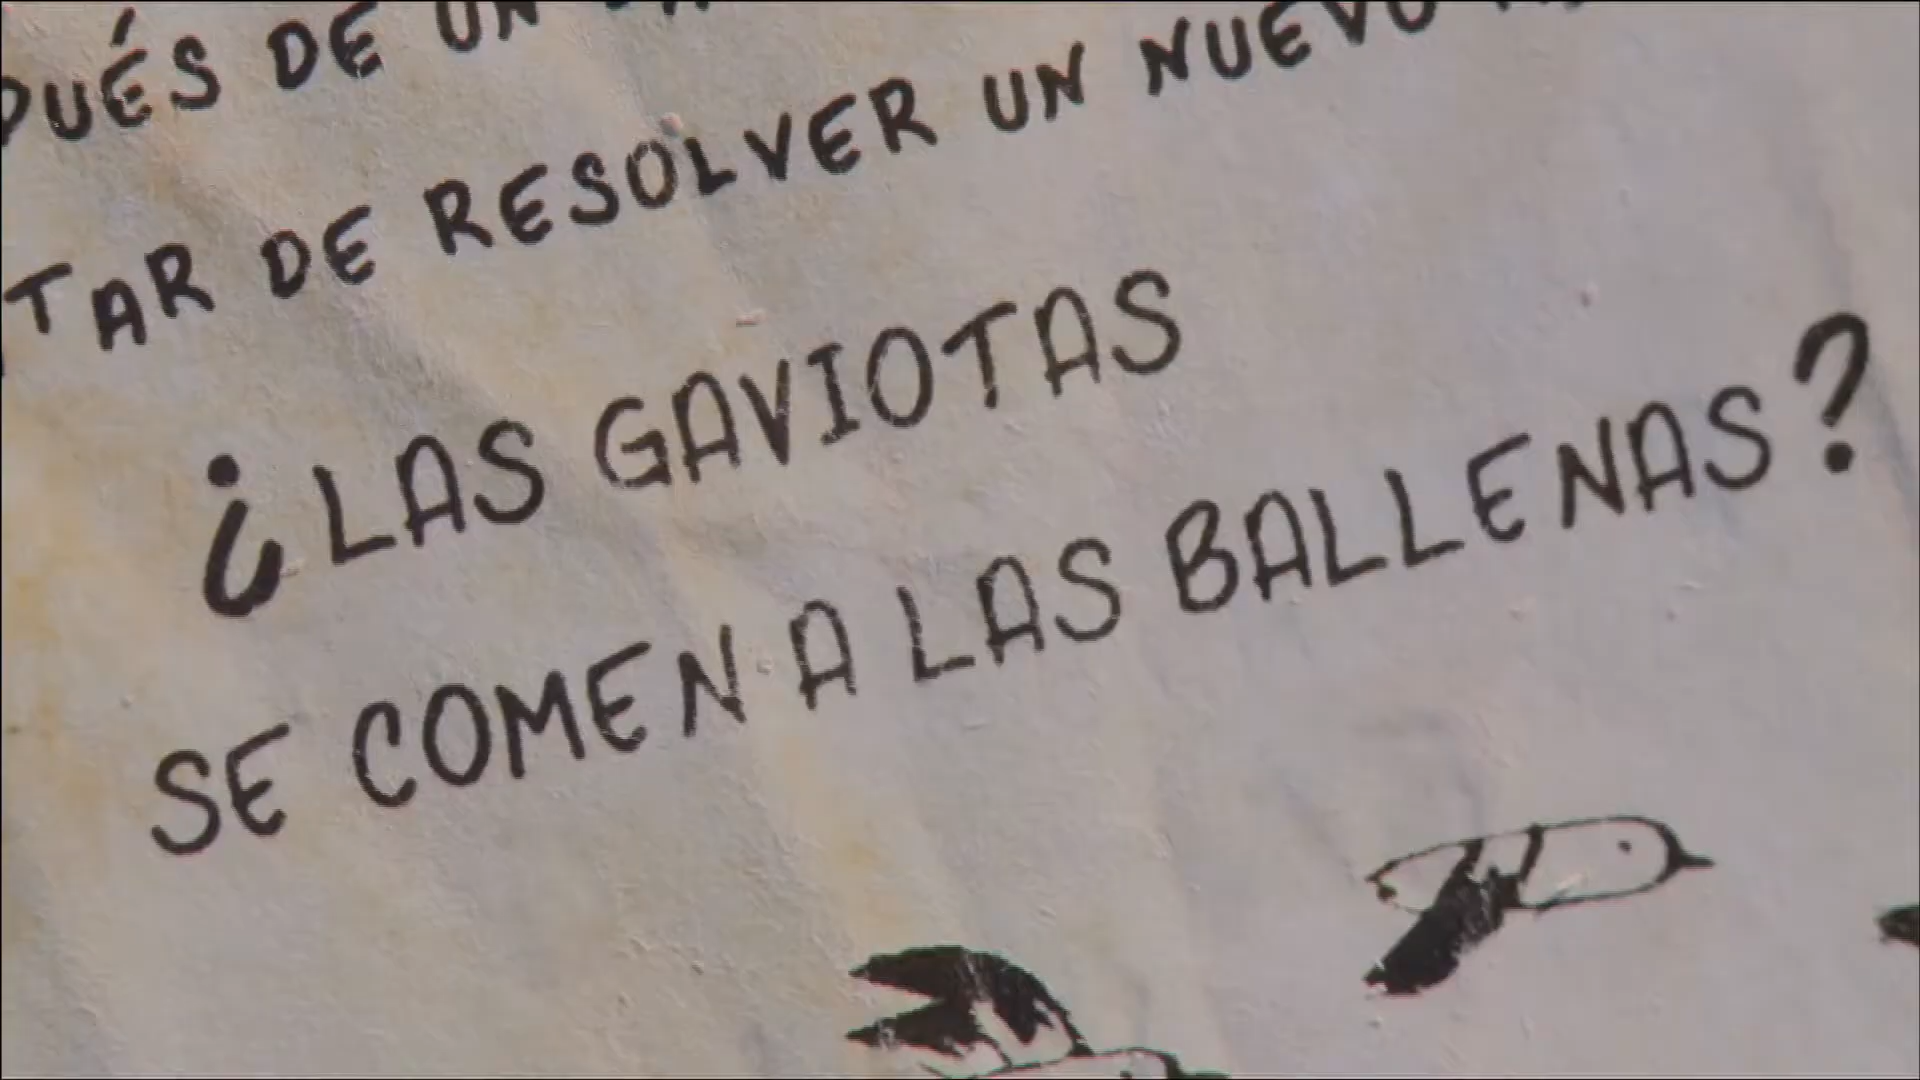 PUÉS DE UN
TAR DE RESOLVER UN NUEVO
¿LAS GAVIOTAS
SE COMEN A LAS BALLENAS?